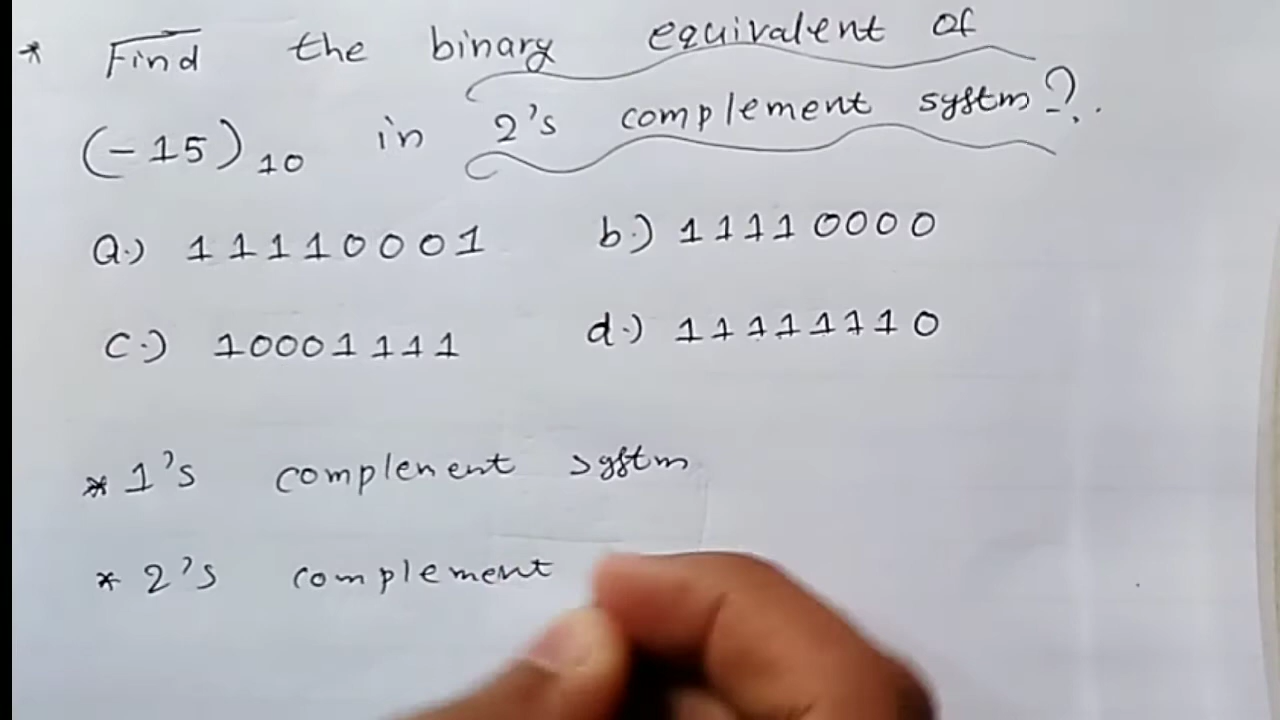 * Find the binary equivalent of
(-15)10 in 2's complement systm?.
a.) 11110001 b.) 11110000
c.) 10001111 d.) 11111110
* 1's complenent systm
* 2's complement